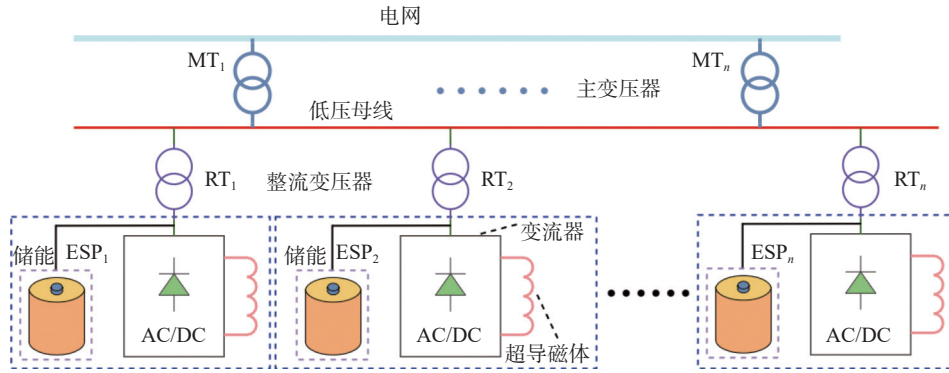 电网
MT₁
MTₙ
主变压器
低压母线
RT₁
整流变压器
RT₂
RTₙ
变流器
储能
ESP₁
储能
ESP₂
ESPₙ
AC/DC
AC/DC
AC/DC
超导磁体